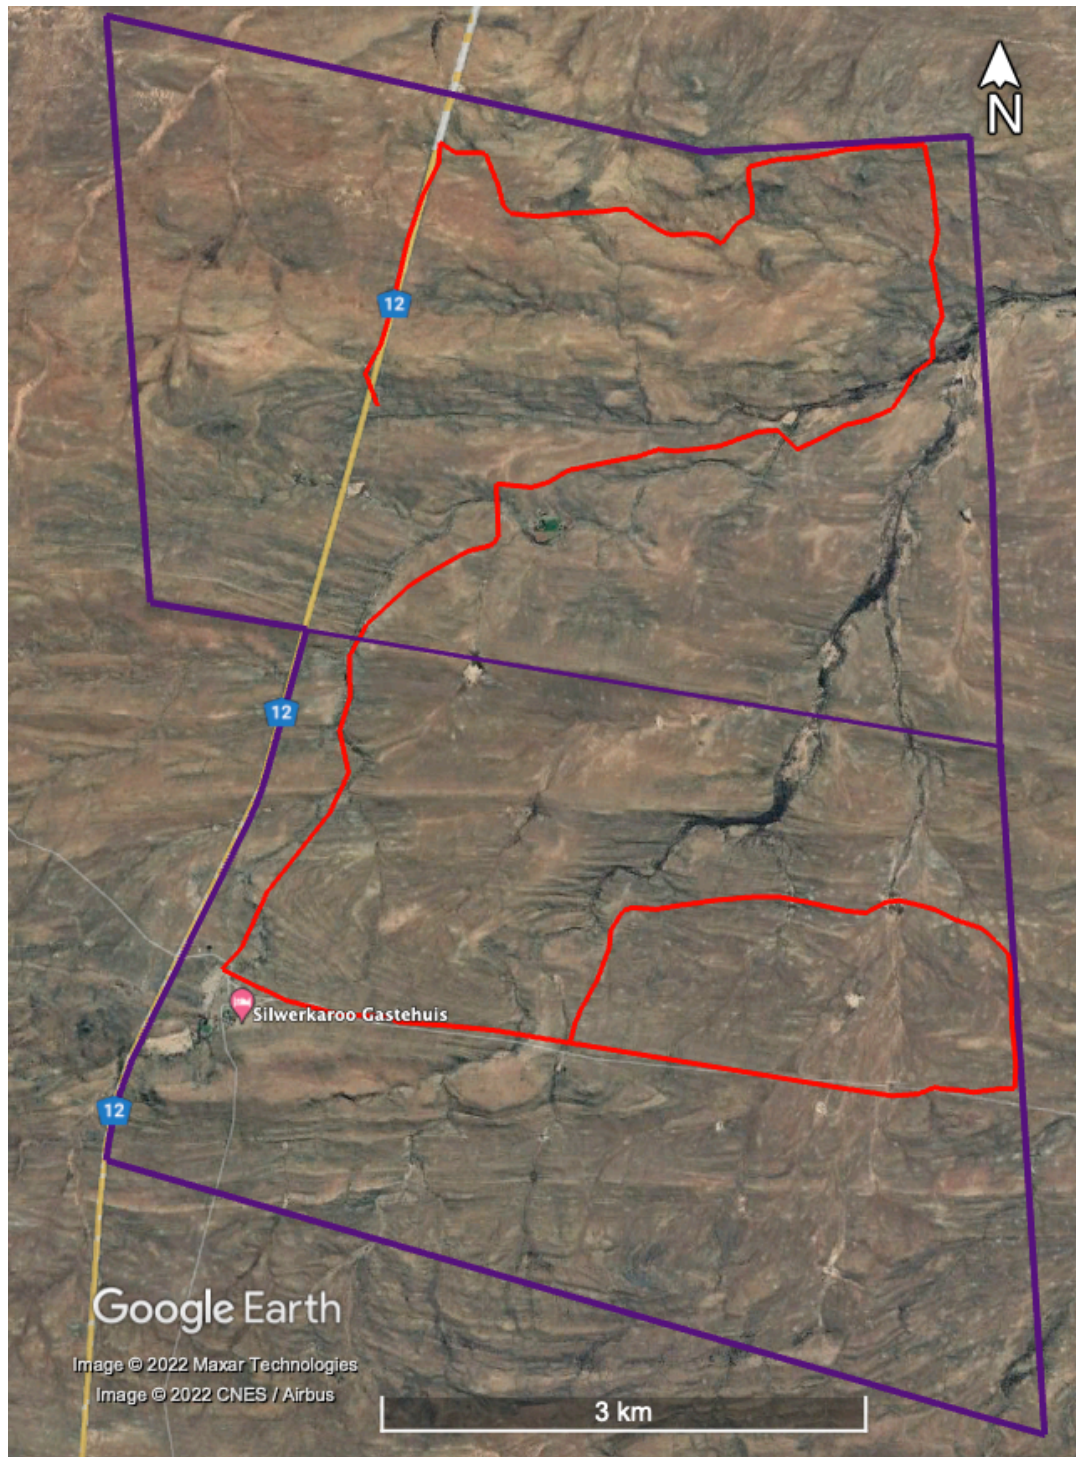 N
12
12
Silwerkaroo Gastehuis
12
Google Earth
Image © 2022 Maxar Technologies
Image © 2022 CNES / Airbus
3 km